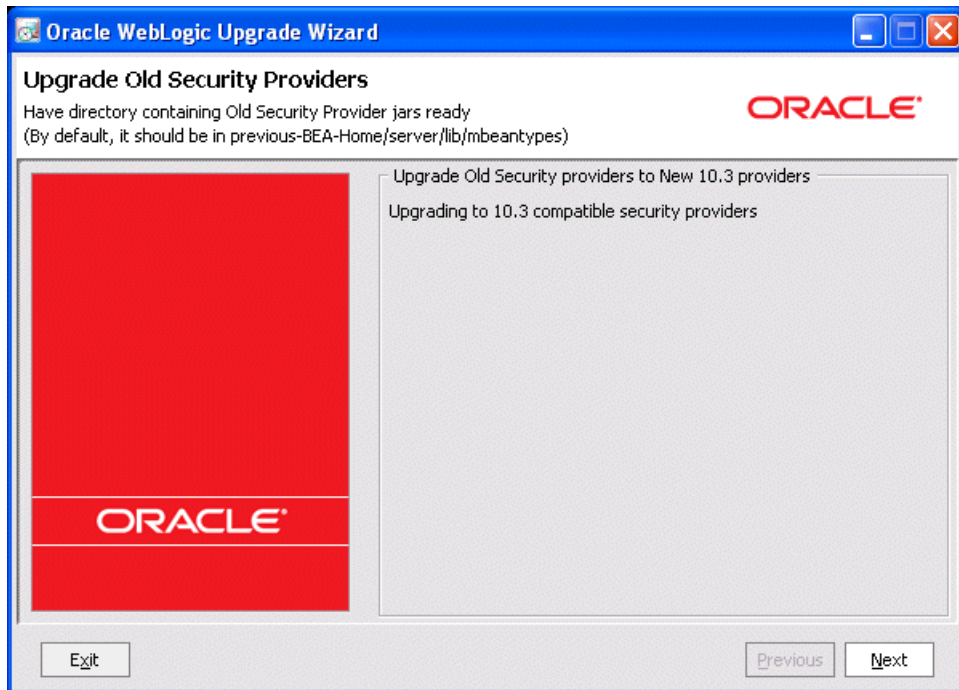 Oracle WebLogic Upgrade Wizard
Upgrade Old Security Providers
Have directory containing Old Security Provider jars ready
(By default, it should be in previous-BEA-Home/server/lib/mbeantypes)
ORACLE
Upgrade Old Security providers to New 10.3 providers
Upgrading to 10.3 compatible security providers
ORACLE
Exit
Previous
Next